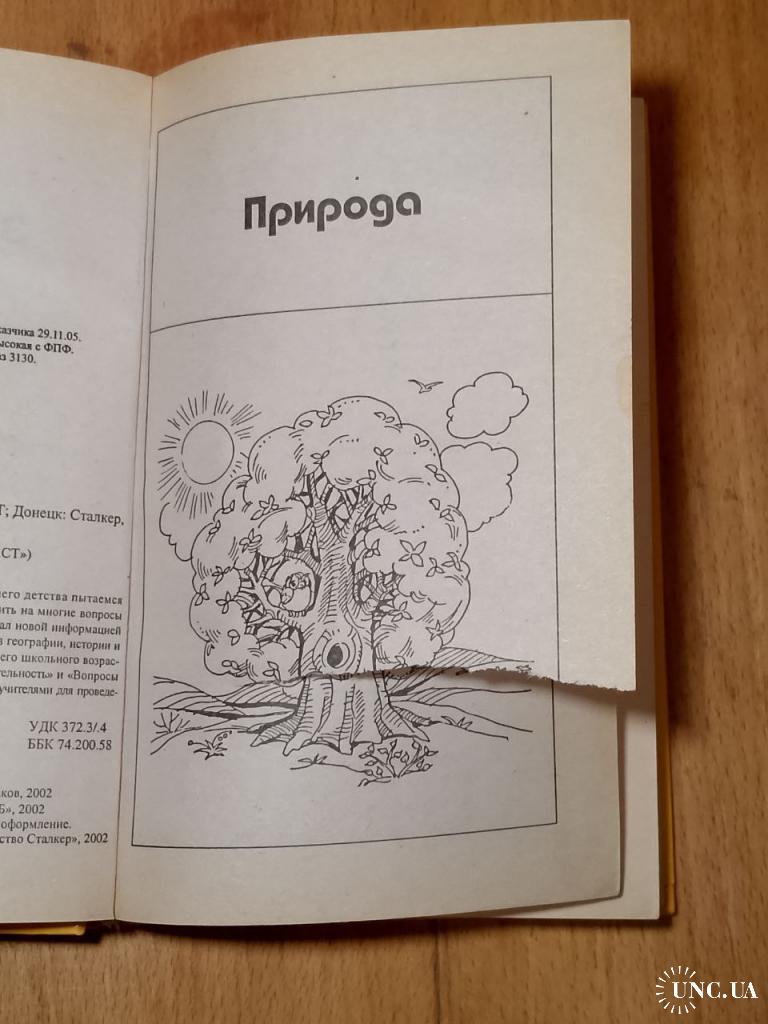 казчика 29.11.05.
ысокая с ФПФ.
з 3130.
Т; Донецк: Сталкер,
СТ»)
его детства пытаемся
ить на многие вопросы
ал новой информацией
в географии, истории и
его школьного возрас-
тельность» и «Вопросы
учителями для проведе-
УДК 372.3/.4
ББК 74.200.58
ков, 2002
Б», 2002
оформление.
ство Сталкер», 2002
Природа
UNC.UA